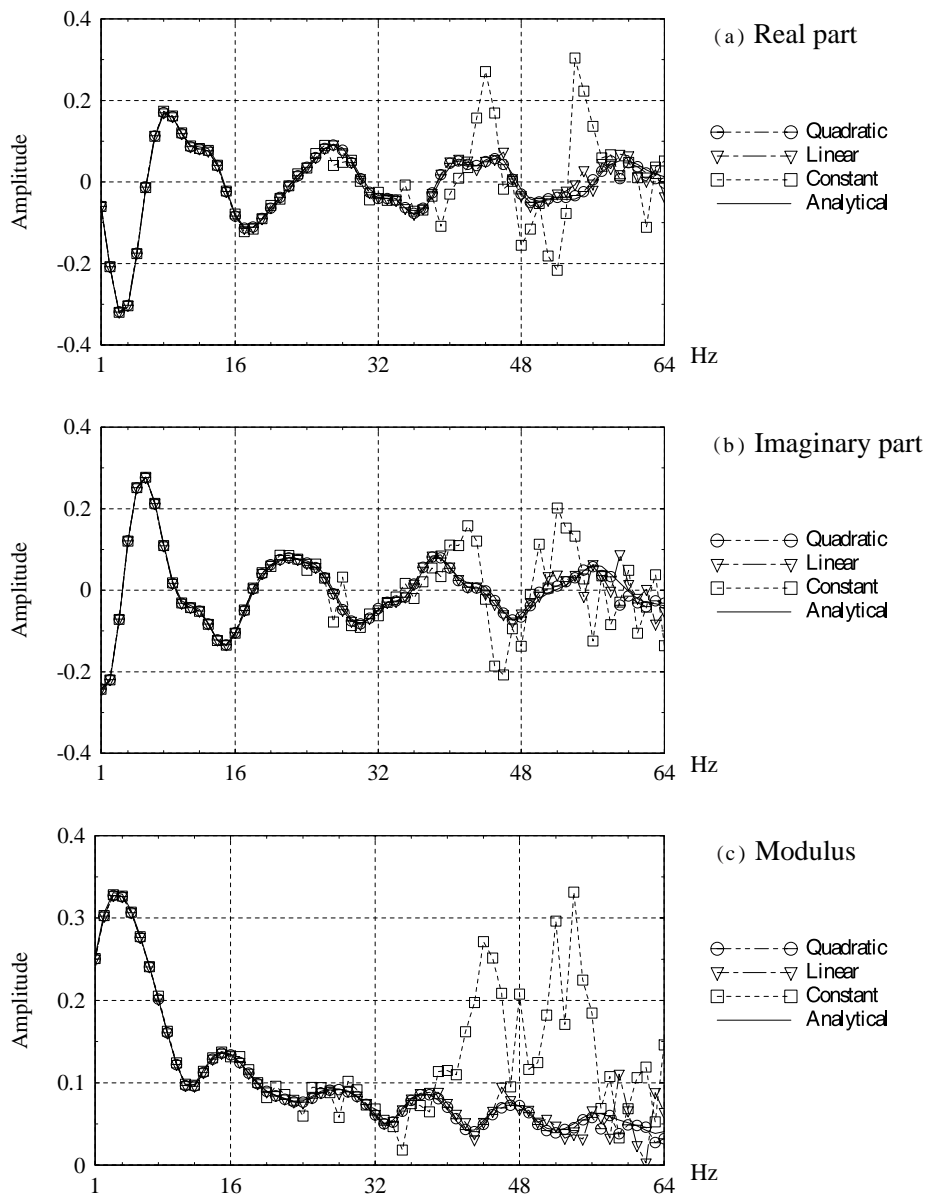 (a) Real part
0.4
0.2
0
-0.2
-0.4
Amplitude
1 16 32 48 64 Hz
Quadratic
Linear
Constant
Analytical
(b) Imaginary part
0.4
0.2
0
-0.2
-0.4
Amplitude
1 16 32 48 64 Hz
Quadratic
Linear
Constant
Analytical
(c) Modulus
0.4
0.3
0.2
0.1
0
Amplitude
1 16 32 48 64 Hz
Quadratic
Linear
Constant
Analytical